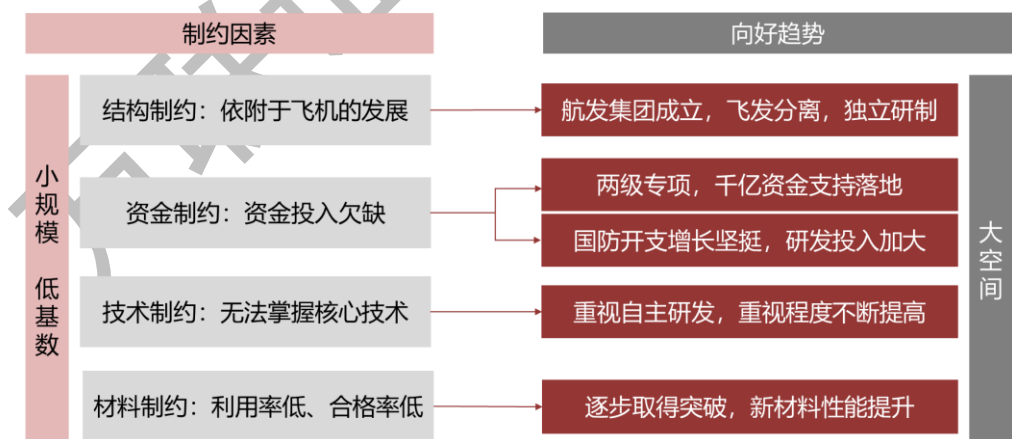 制约因素
向好趋势
小规模 低基数
结构制约：依附于飞机的发展
航发集团成立，飞发分离，独立研制
资金制约：资金投入欠缺
两级专项，千亿资金支持落地
国防开支增长坚挺，研发投入加大
技术制约：无法掌握核心技术
重视自主研发，重视程度不断提高
材料制约：利用率低、合格率低
逐步取得突破，新材料性能提升
大空间